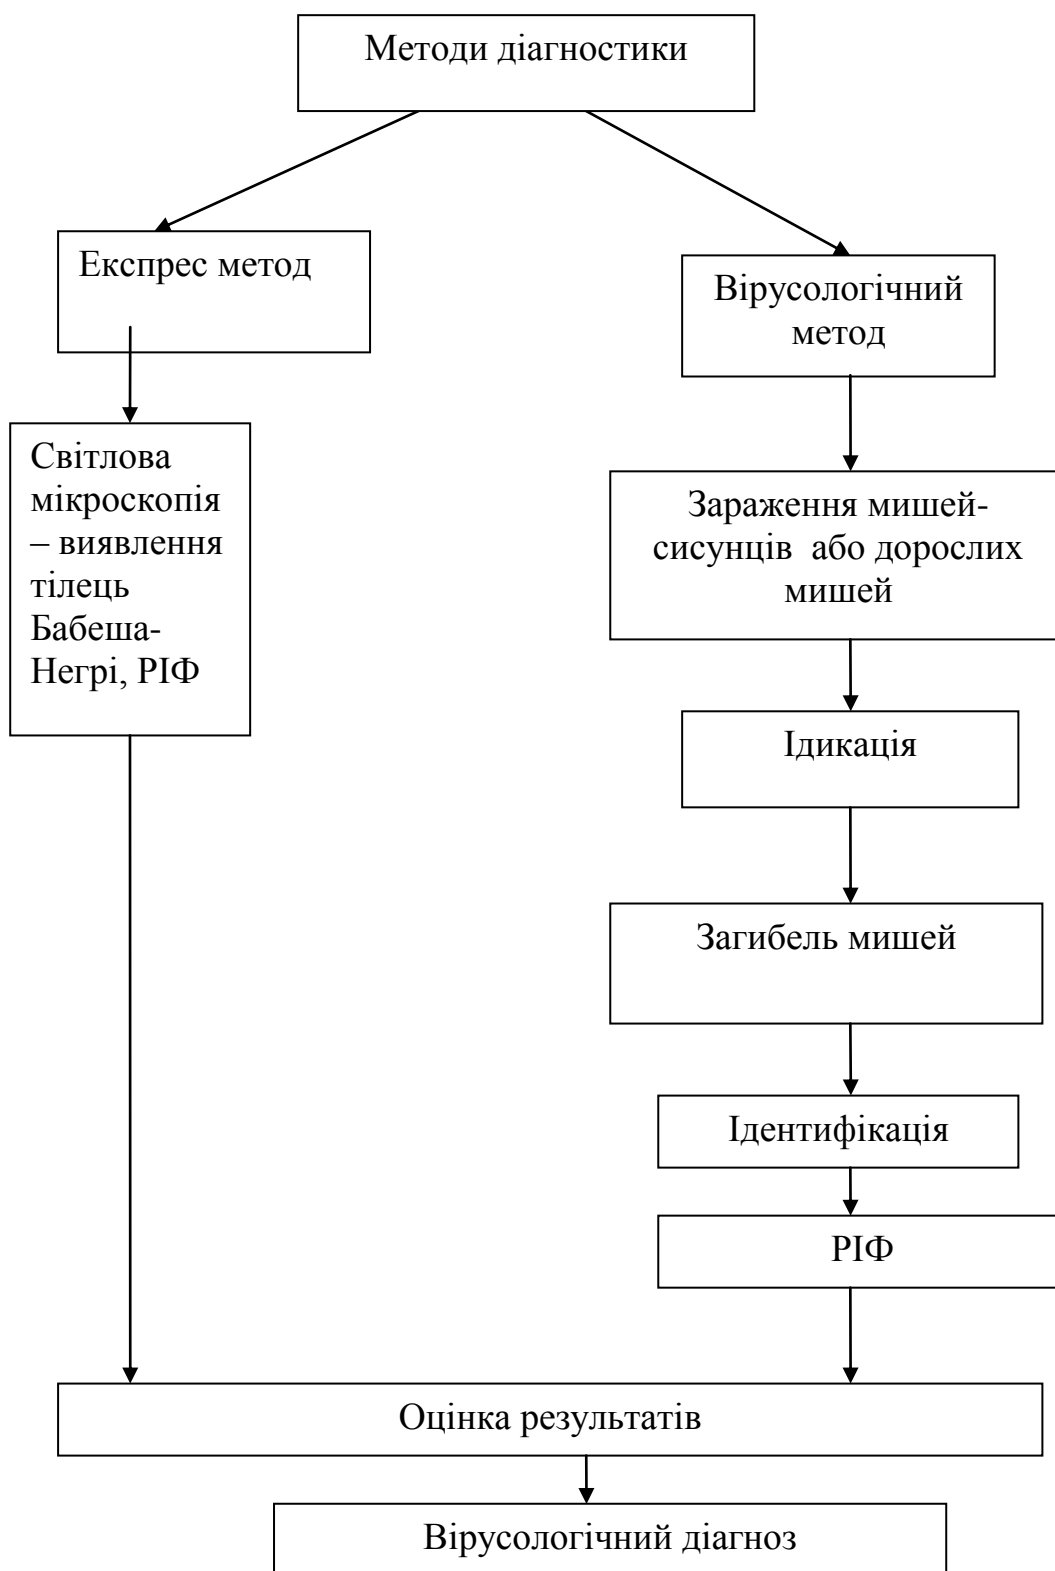 Методи діагностики
Експрес метод
Вірусологічний
метод
Світлова
мікроскопія
– виявлення
тілець
Бабеша-
Негрі, РІФ
Зараження мишей-
сисунців або дорослих
мишей
Ідикація
Загибель мишей
Ідентифікація
РІФ
Оцінка результатів
Вірусологічний діагноз